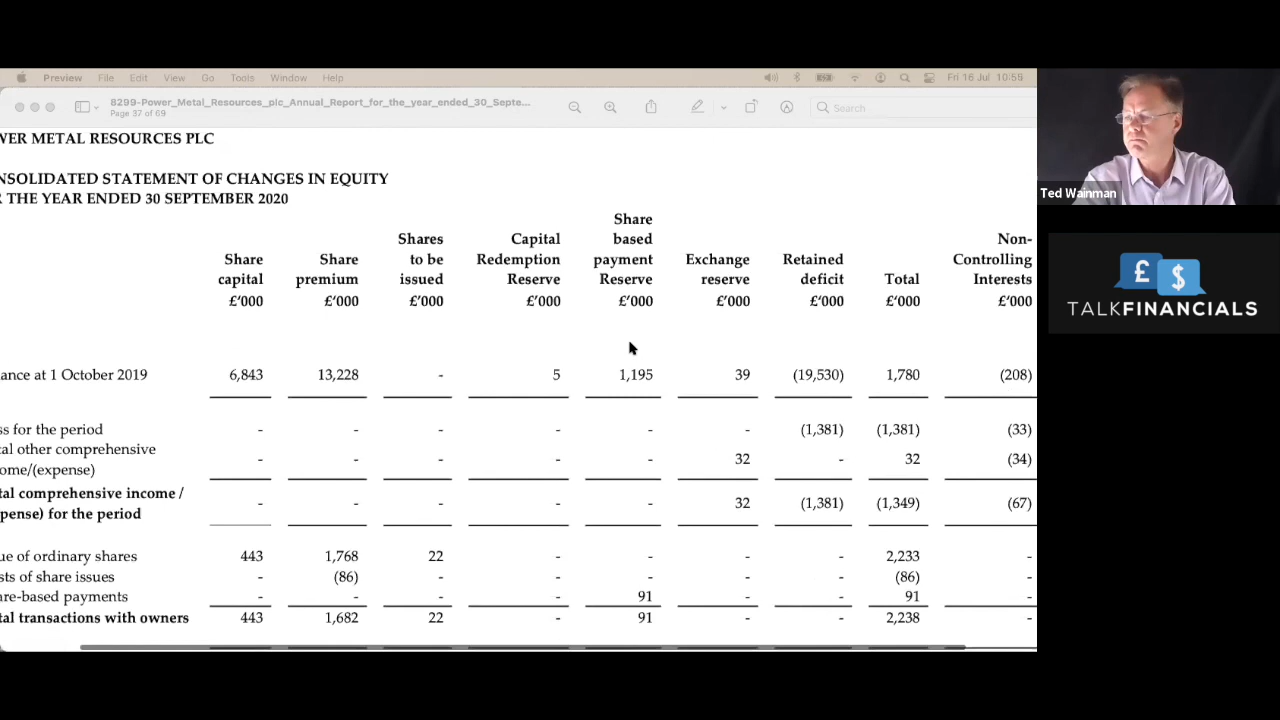 Preview File Edit View Go Tools Window Help Fri 16 Jul 10:59
8299-Power_Metal_Resources_plc_Annual_Report_for_the_year_ended_30_Septe...
Page 37 of 69
Search
WER METAL RESOURCES PLC
NSOLIDATED STATEMENT OF CHANGES IN EQUITY
R THE YEAR ENDED 30 SEPTEMBER 2020
Share
Shares Capital based Non-
Share Share to be Redemption payment Exchange Retained Controlling
capital premium issued Reserve Reserve reserve deficit Total Interests
£'000 £'000 £'000 £'000 £'000 £'000 £'000 £'000 £'000
ance at 1 October 2019 6,843 13,228 - 5 1,195 39 (19,530) 1,780 (208)
ss for the period - - - - - - (1,381) (1,381) (33)
tal other comprehensive
ome/(expense) - - - - - 32 - 32 (34)
tal comprehensive income /
pense) for the period - - - - - 32 (1,381) (1,349) (67)
ue of ordinary shares 443 1,768 22 - - - - 2,233 -
sts of share issues - (86) - - - - - (86) -
are-based payments - - - - 91 - - 91 -
tal transactions with owners 443 1,682 22 - 91 - - 2,238 -
Ted Wainman
£ $
TALKFINANCIALS